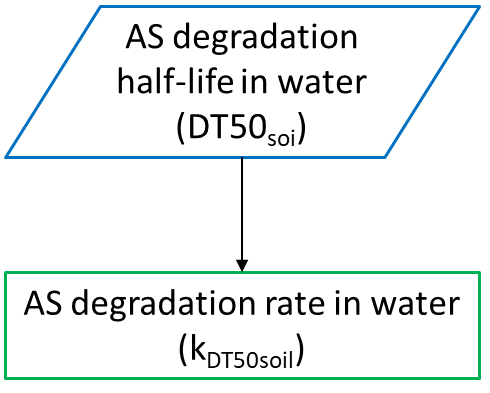 AS degradation
half-life in water
(DT50soi)
AS degradation rate in water
(kDT50soil)